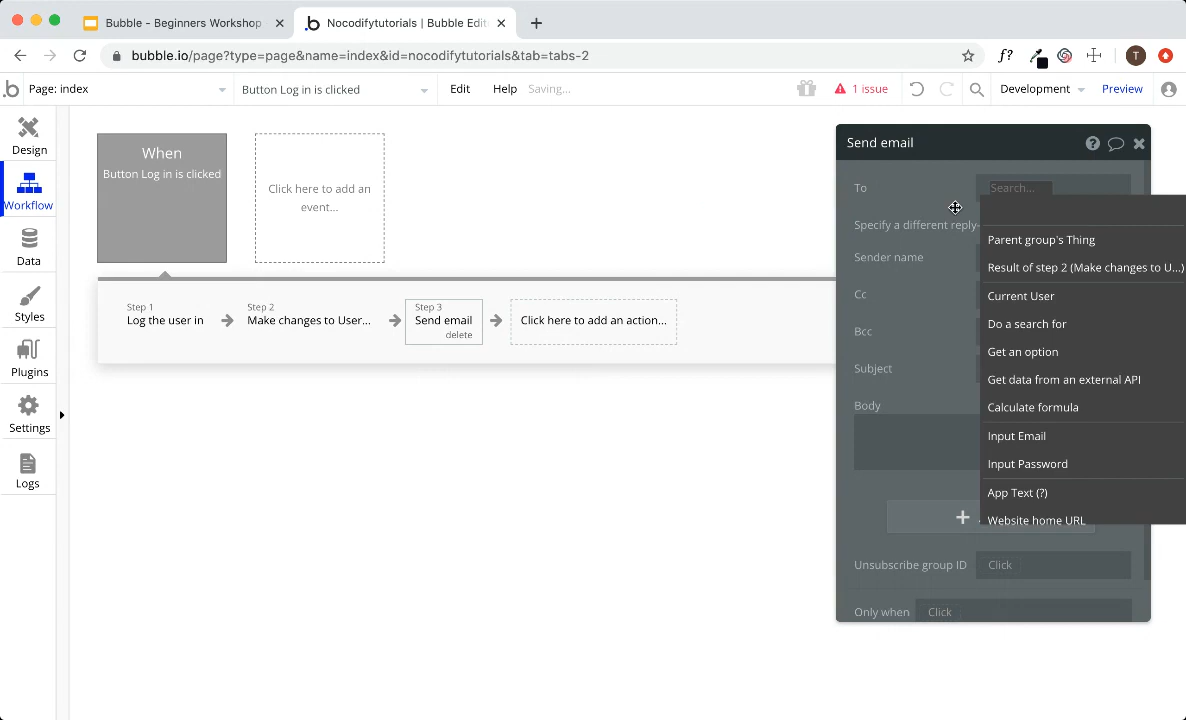 Bubble - Beginners Workshop
Nocodifytutorials | Bubble Edit
bubble.io/page?type=page&name=index&id=nocodifytutorials&tab=tabs-2
f?
T
b
Page: index
Button Log in is clicked
Edit
Help
Saving...
1 issue
Development
Preview
Design
Workflow
Data
Styles
Plugins
Settings
Logs
When
Button Log in is clicked
Click here to add an
event...
Step 1
Log the user in
Step 2
Make changes to User...
Step 3
Send email
delete
Click here to add an action...
Send email
To
Search...
Specify a different reply-
Sender name
Cc
Bcc
Subject
Body
Parent group's Thing
Result of step 2 (Make changes to U...)
Current User
Do a search for
Get an option
Get data from an external API
Calculate formula
Input Email
Input Password
App Text (?)
Website home URL
Unsubscribe group ID
Click
Only when
Click